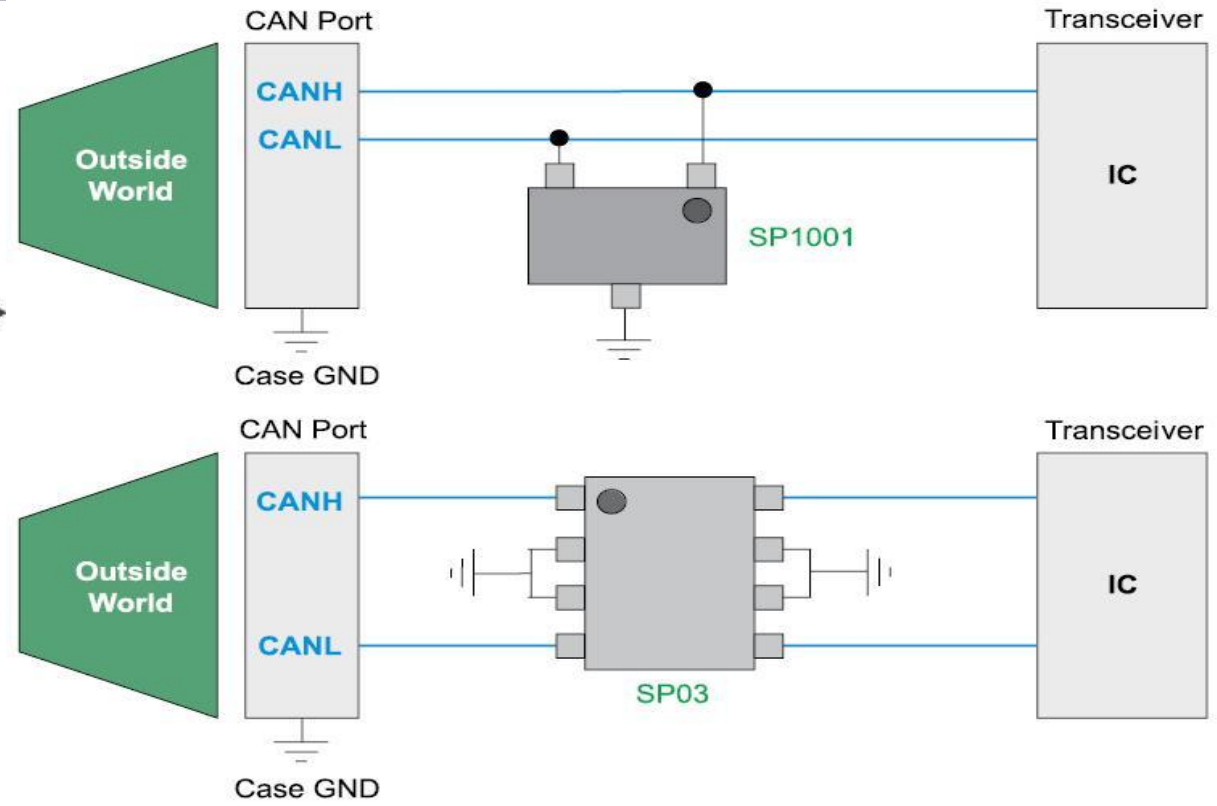 CAN Port
Transceiver
CANH
CANL
Outside
World
IC
SP1001
Case GND
CAN Port
Transceiver
CANH
Outside
World
IC
CANL
SP03
Case GND